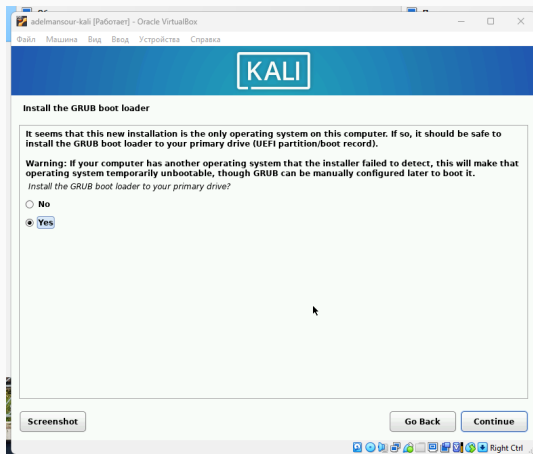 adelmansour-kali [Работает] - Oracle VirtualBox
Файл Машина Вид Ввод Устройства Справка
KALI
Install the GRUB boot loader
It seems that this new installation is the only operating system on this computer. If so, it should be safe to
install the GRUB boot loader to your primary drive (UEFI partition/boot record).
Warning: If your computer has another operating system that the installer failed to detect, this will make that
operating system temporarily unbootable, though GRUB can be manually configured later to boot it.
Install the GRUB boot loader to your primary drive?
No
Yes
Screenshot
Go Back
Continue
Right Ctrl